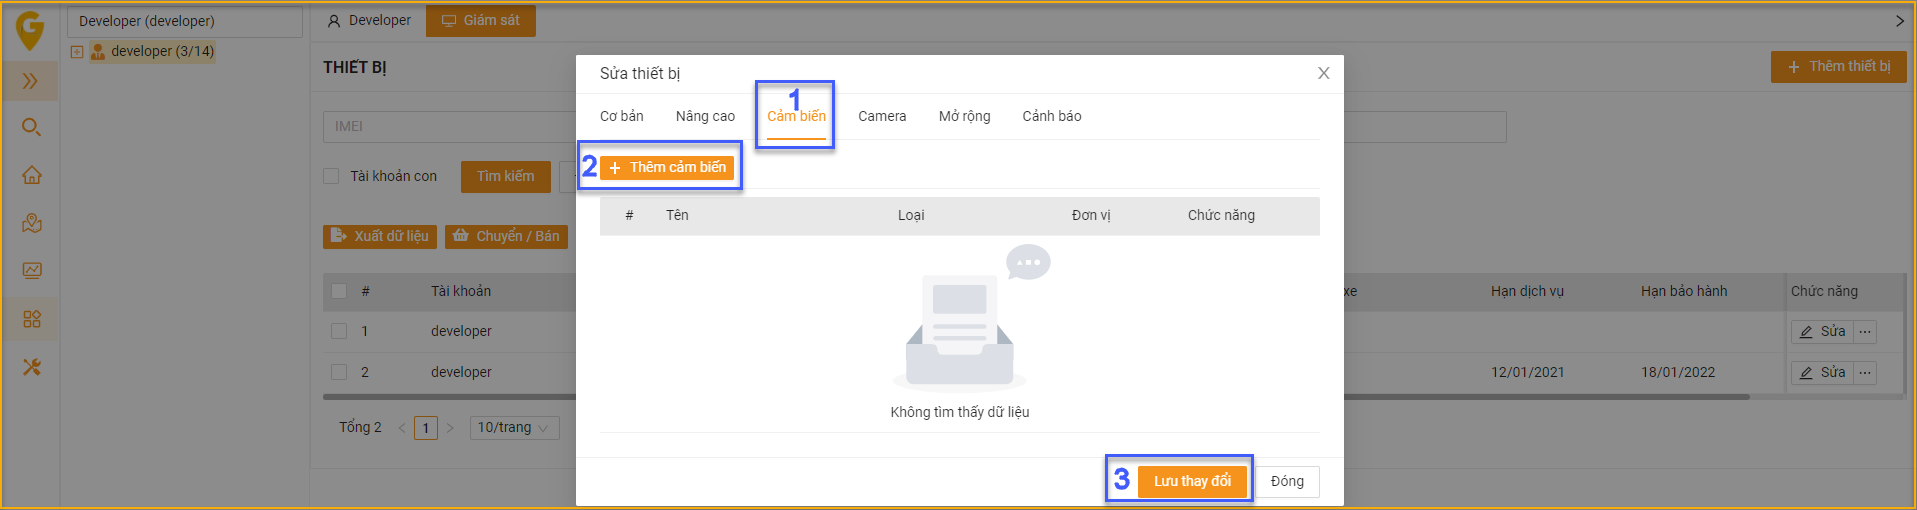 Developer (developer)
developer (3/14)
Developer
Giám sát
THIẾT BỊ
Thêm thiết bị
IMEI
Tài khoản con
Tìm kiếm
Xuất dữ liệu
Chuyển / Bán
# Tài khoản
xe Hạn dịch vụ Hạn bảo hành Chức năng
1 developer
Sửa
2 developer
12/01/2021 18/01/2022 Sửa
Tổng 2 < 1 > 10/trang
Sửa thiết bị
X
1
Cơ bản Nâng cao Cảm biến Camera Mở rộng Cảnh báo
2 + Thêm cảm biến
# Tên Loại Đơn vị Chức năng
Không tìm thấy dữ liệu
3 Lưu thay đổi Đóng